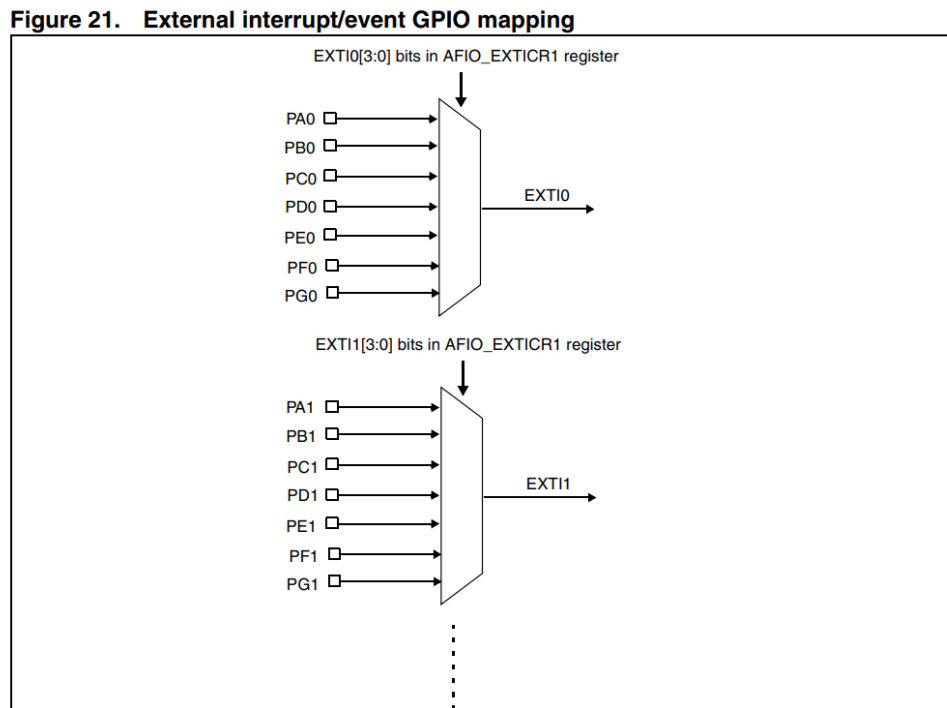 Figure 21. External interrupt/event GPIO mapping
EXTI0[3:0] bits in AFIO_EXTICR1 register
PA0
PB0
PC0
PD0
PE0
PF0
PG0
EXTI0
EXTI1[3:0] bits in AFIO_EXTICR1 register
PA1
PB1
PC1
PD1
PE1
PF1
PG1
EXTI1